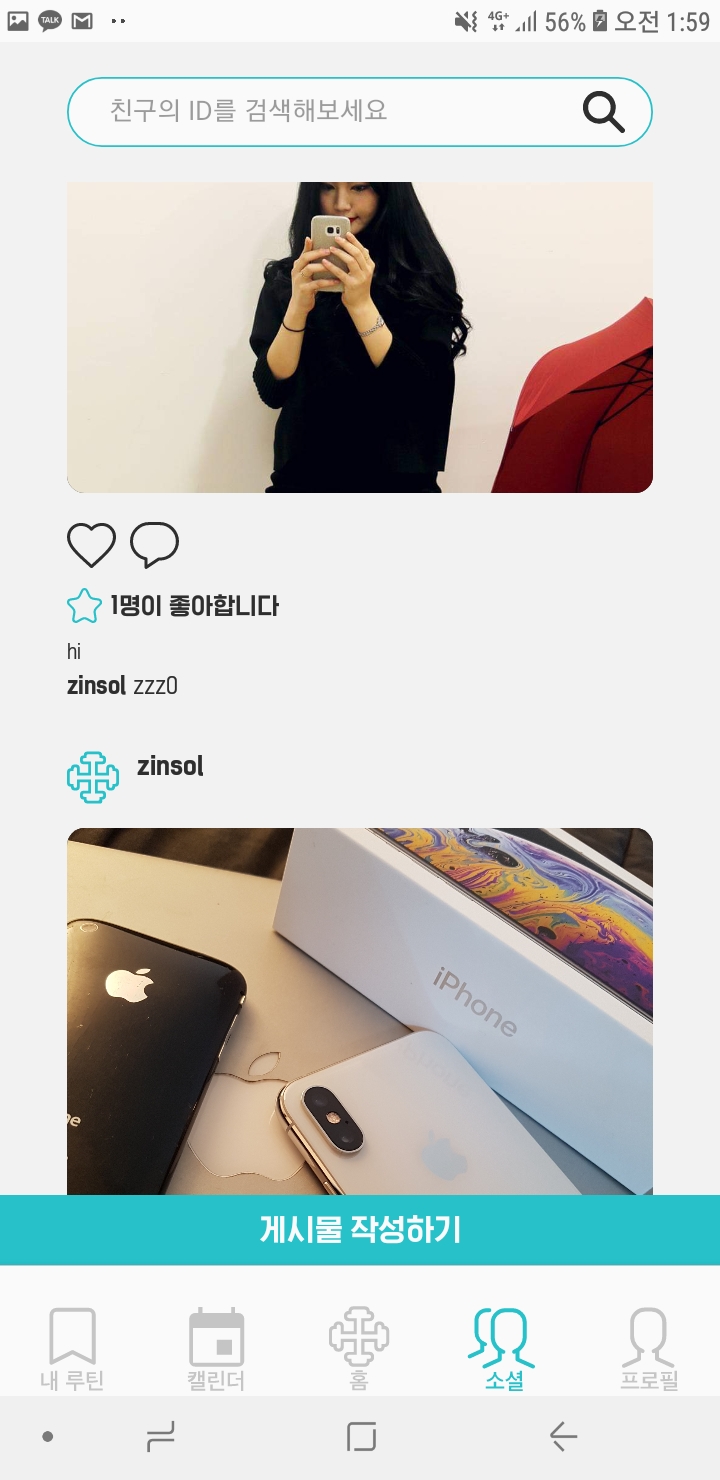 TALK 4G+ 56% 오전 1:59
친구의 ID를 검색해보세요
1명이 좋아합니다
hi
zinsol zzz0
zinsol
iPhone
ne
게시물 작성하기
내 루틴 캘린더 홈 소셜 프로필